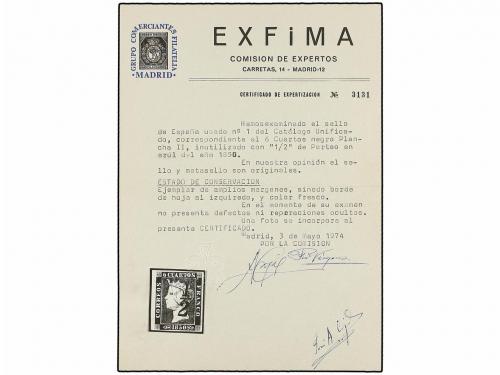 GRUPO COMERCIANTES FILATELIA
MADRID
EXFiMA
COMISION DE EXPERTOS
CARRETAS, 14 - MADRID-12
CERTIFICADO DE EXPERTIZACION № 3131
Hemosexaminado el sello
de España usado nº 1 del Catálogo Unifica-
do, correspondiente al 6 Cuartos negro Plan-
cha II, inutilizado con "1/2" de Porteo en
azul del año 1850.
En nuestra opinión el se-
llo y matasello son originales.
ESTADO DE CONSERVACION
Ejemplar de amplios margenes, siendo borde
de hoja al izquierdo, y color fresco.
En el momento de su examen
no presenta defectos ni reperaciones ocultos.
Una foto se incorpora al
presente CERTIFICADO.
Madrid, 3 de mayo 1974
POR LA COMISION
6 CUARTOS
CORREOS
FRANCO
1850